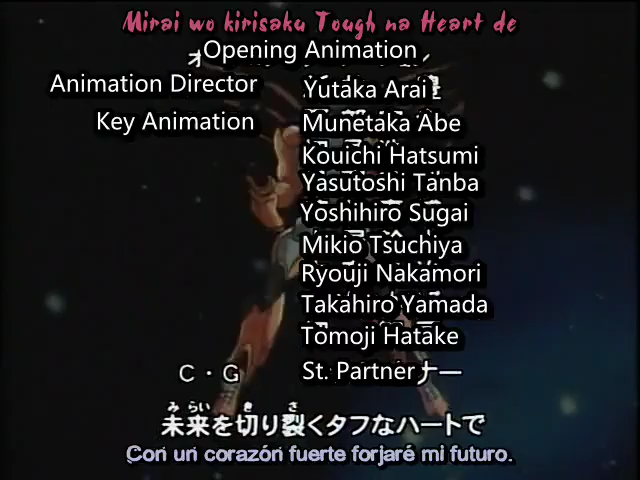 Mirai wo kirisaku Tough na Heart de
Opening Animation
Animation Director Yutaka Arai
Key Animation Munetaka Abe
Kouichi Hatsumi
Yasutoshi Tanba
Yoshihiro Sugai
Mikio Tsuchiya
Ryouji Nakamori
Takahiro Yamada
Tomoji Hatake
C・G St. Partner ナー
みらい き さ
未来を切り裂くタフなハートで
Con un corazón fuerte forjaré mi futuro.